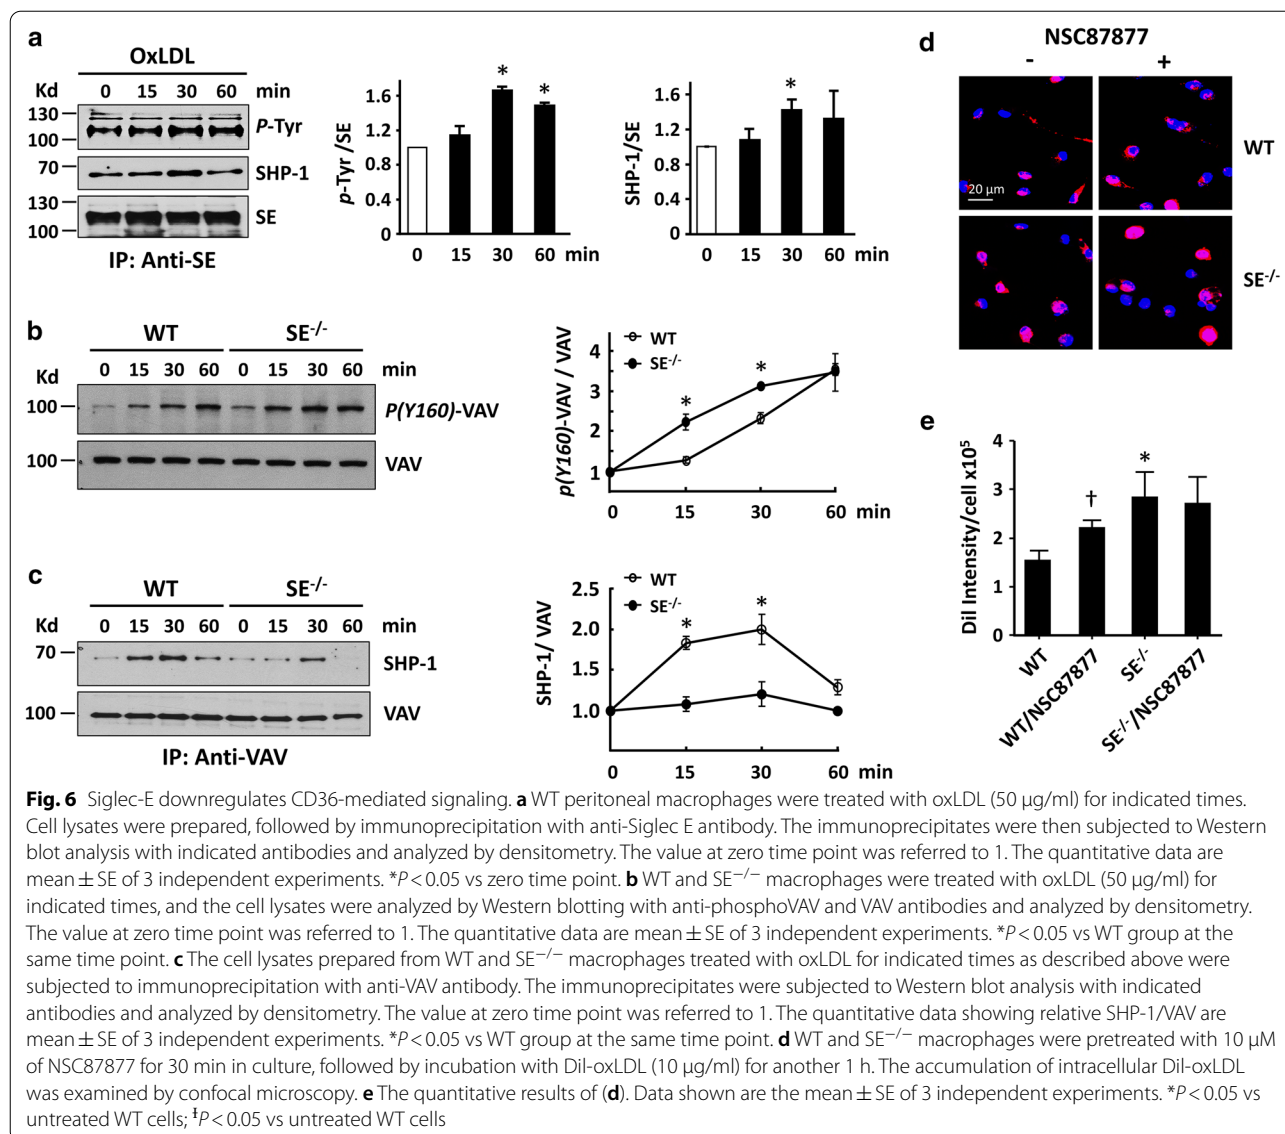 a
OxLDL
Kd 0 15 30 60 min
130
100
P-Tyr
70
SHP-1
130
100
SE
IP: Anti-SE
p-Tyr /SE
1.6
1.2
0.8
0.4
0
* *
0 15 30 60 min
SHP-1/SE
1.6
1.2
0.8
0.4
0
*
0 15 30 60 min
b
WT SE-/-
Kd 0 15 30 60 0 15 30 60 min
100
P(Y160)-VAV
100
VAV
p(Y160)-VAV / VAV
4
3
2
1
WT
SE-/-
* *
0 15 30 60 min
c
WT SE-/-
Kd 0 15 30 60 0 15 30 60 min
70
SHP-1
100
VAV
IP: Anti-VAV
SHP-1/ VAV
2.5
2.0
1.5
1.0
WT
SE-/-
* *
0 15 30 60 min
d
NSC87877
- +
WT
20 µm
SE-/-
e
Dil Intensity/cell x10⁵
4
3
2
1
0
† *
WT
WT/NSC87877
SE-/-
SE-/-/NSC87877
Fig. 6 Siglec-E downregulates CD36-mediated signaling. a WT peritoneal macrophages were treated with oxLDL (50 µg/ml) for indicated times.
Cell lysates were prepared, followed by immunoprecipitation with anti-Siglec E antibody. The immunoprecipitates were then subjected to Western
blot analysis with indicated antibodies and analyzed by densitometry. The value at zero time point was referred to 1. The quantitative data are
mean ± SE of 3 independent experiments. *P < 0.05 vs zero time point. b WT and SE−/− macrophages were treated with oxLDL (50 µg/ml) for
indicated times, and the cell lysates were analyzed by Western blotting with anti-phosphoVAV and VAV antibodies and analyzed by densitometry.
The value at zero time point was referred to 1. The quantitative data are mean ± SE of 3 independent experiments. *P < 0.05 vs WT group at the
same time point. c The cell lysates prepared from WT and SE−/− macrophages treated with oxLDL for indicated times as described above were
subjected to immunoprecipitation with anti-VAV antibody. The immunoprecipitates were subjected to Western blot analysis with indicated
antibodies and analyzed by densitometry. The value at zero time point was referred to 1. The quantitative data showing relative SHP-1/VAV are
mean ± SE of 3 independent experiments. *P < 0.05 vs WT group at the same time point. d WT and SE−/− macrophages were pretreated with 10 µM
of NSC87877 for 30 min in culture, followed by incubation with Dil-oxLDL (10 µg/ml) for another 1 h. The accumulation of intracellular Dil-oxLDL
was examined by confocal microscopy. e The quantitative results of (d). Data shown are the mean ± SE of 3 independent experiments. *P < 0.05 vs
untreated WT cells; ‡P < 0.05 vs untreated WT cells